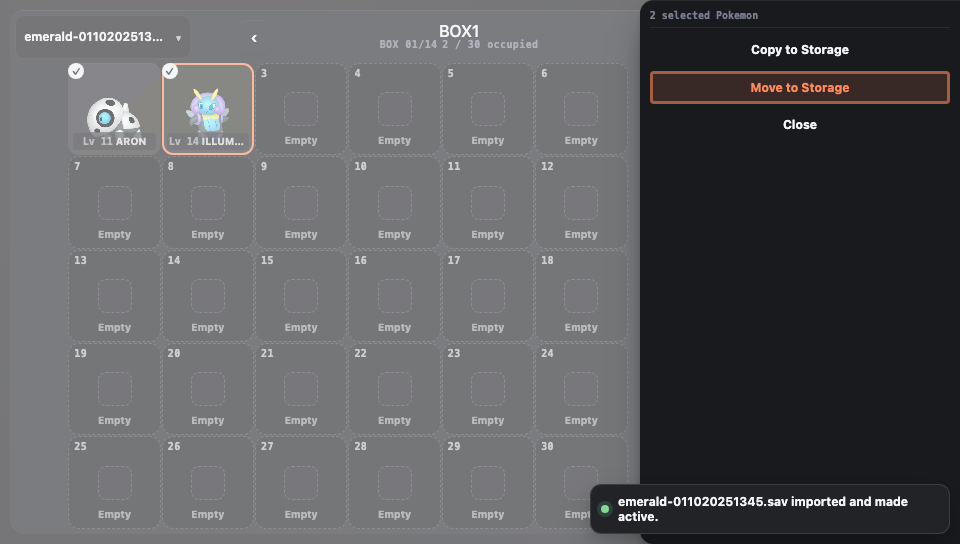 emerald-0110202513...
BOX1
BOX 01/14 2 / 30 occupied
Lv 11 ARON
Lv 14 ILLUM...
3
Empty
4
Empty
5
Empty
6
Empty
7
Empty
8
Empty
9
Empty
10
Empty
11
Empty
12
Empty
13
Empty
14
Empty
15
Empty
16
Empty
17
Empty
18
Empty
19
Empty
20
Empty
21
Empty
22
Empty
23
Empty
24
Empty
25
Empty
26
Empty
27
Empty
28
Empty
29
Empty
30
Empty
2 selected Pokemon
Copy to Storage
Move to Storage
Close
emerald-011020251345.sav imported and made
active.